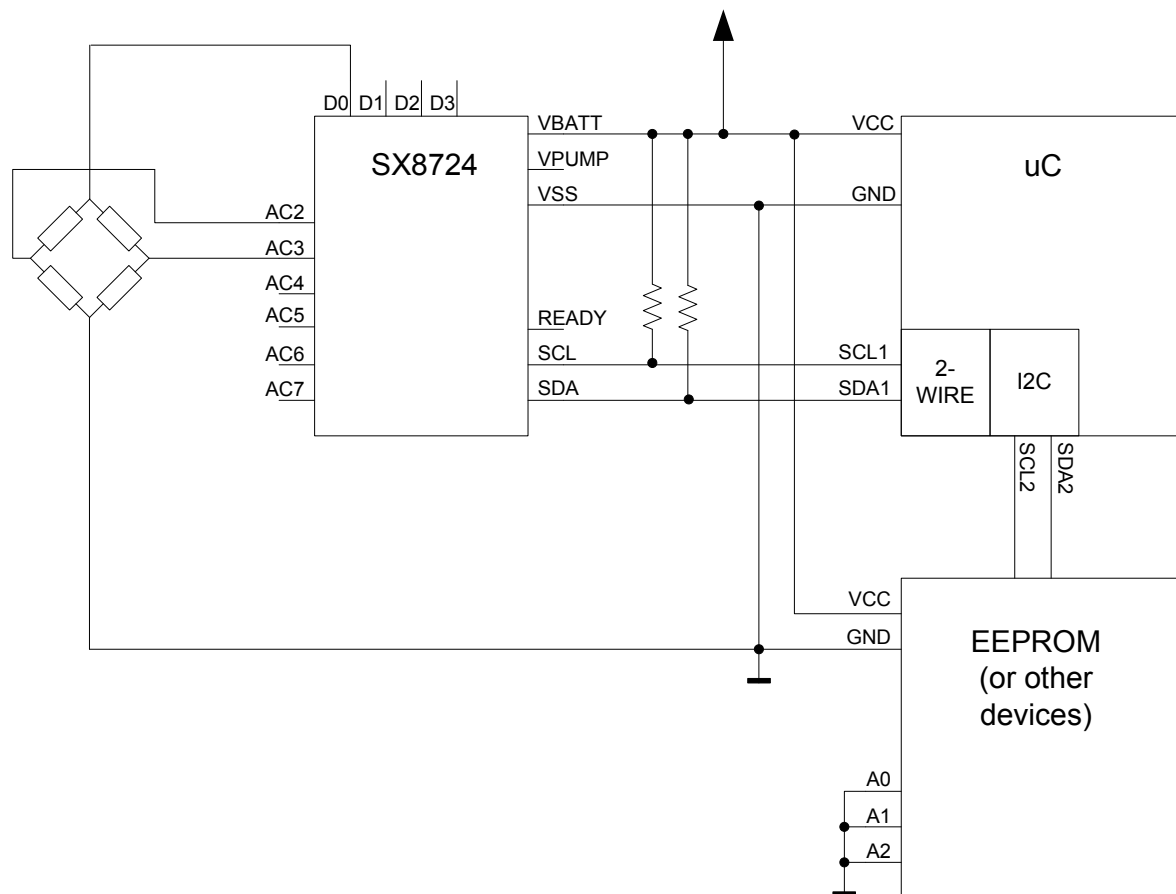 D0 D1 D2 D3
VBATT
VCC
SX8724
uC
VPUMP
VSS
GND
AC2
AC3
AC4
AC5
READY
AC6
SCL
SCL1
2-
WIRE
I2C
AC7
SDA
SDA1
SCL2
SDA2
VCC
GND
EEPROM
(or other
devices)
A0
A1
A2